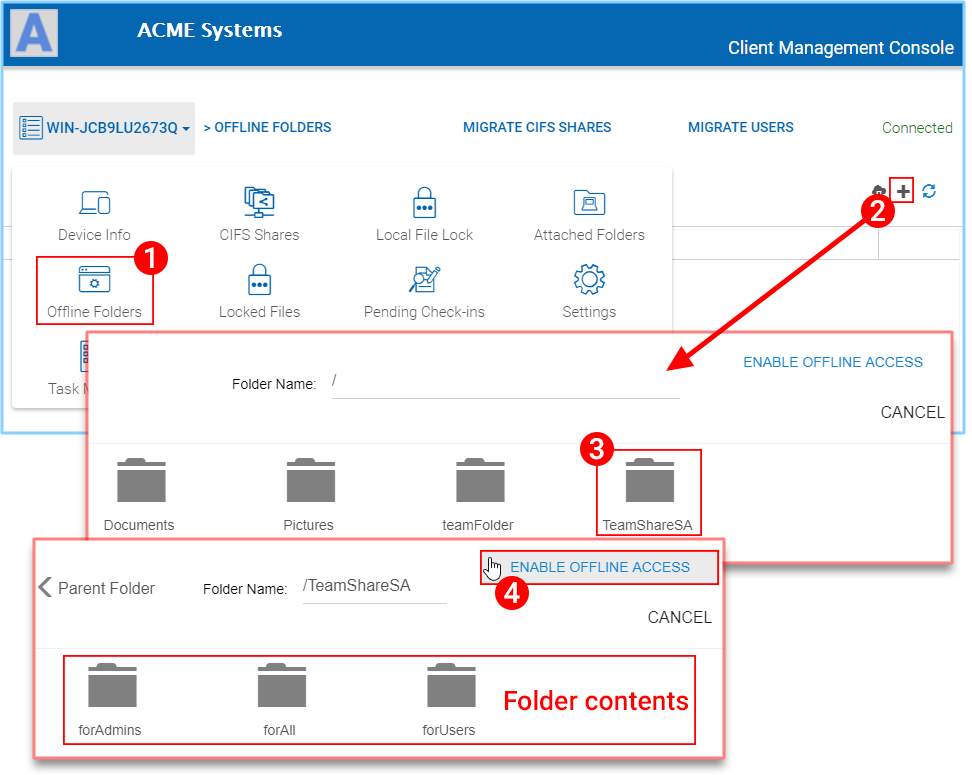 A
ACME Systems
Client Management Console
WIN-JCB9LU2673Q
> OFFLINE FOLDERS
MIGRATE CIFS SHARES
MIGRATE USERS
Connected
2
Device Info
CIFS Shares
Local File Lock
Attached Folders
1
Offline Folders
Locked Files
Pending Check-ins
Settings
Task M
Folder Name: /
ENABLE OFFLINE ACCESS
CANCEL
3
Documents
Pictures
teamFolder
TeamShareSA
Parent Folder
Folder Name: /TeamShareSA
ENABLE OFFLINE ACCESS
4
CANCEL
Folder contents
forAdmins
forAll
forUsers